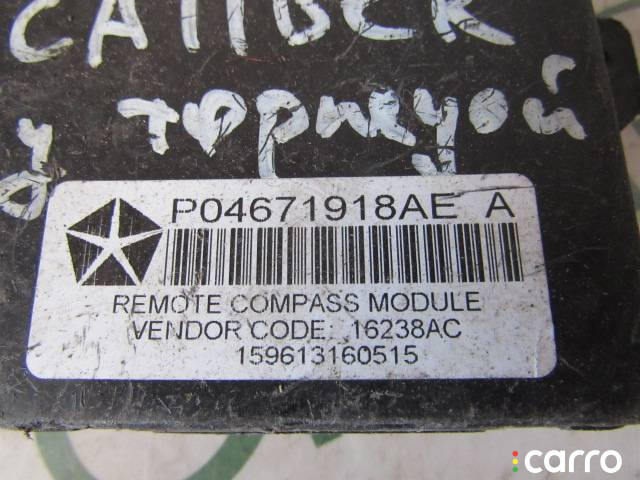 CALIBER
у торпедой
P04671918AE A
REMOTE COMPASS MODULE
VENDOR CODE: 16238AC
159613160515
carro